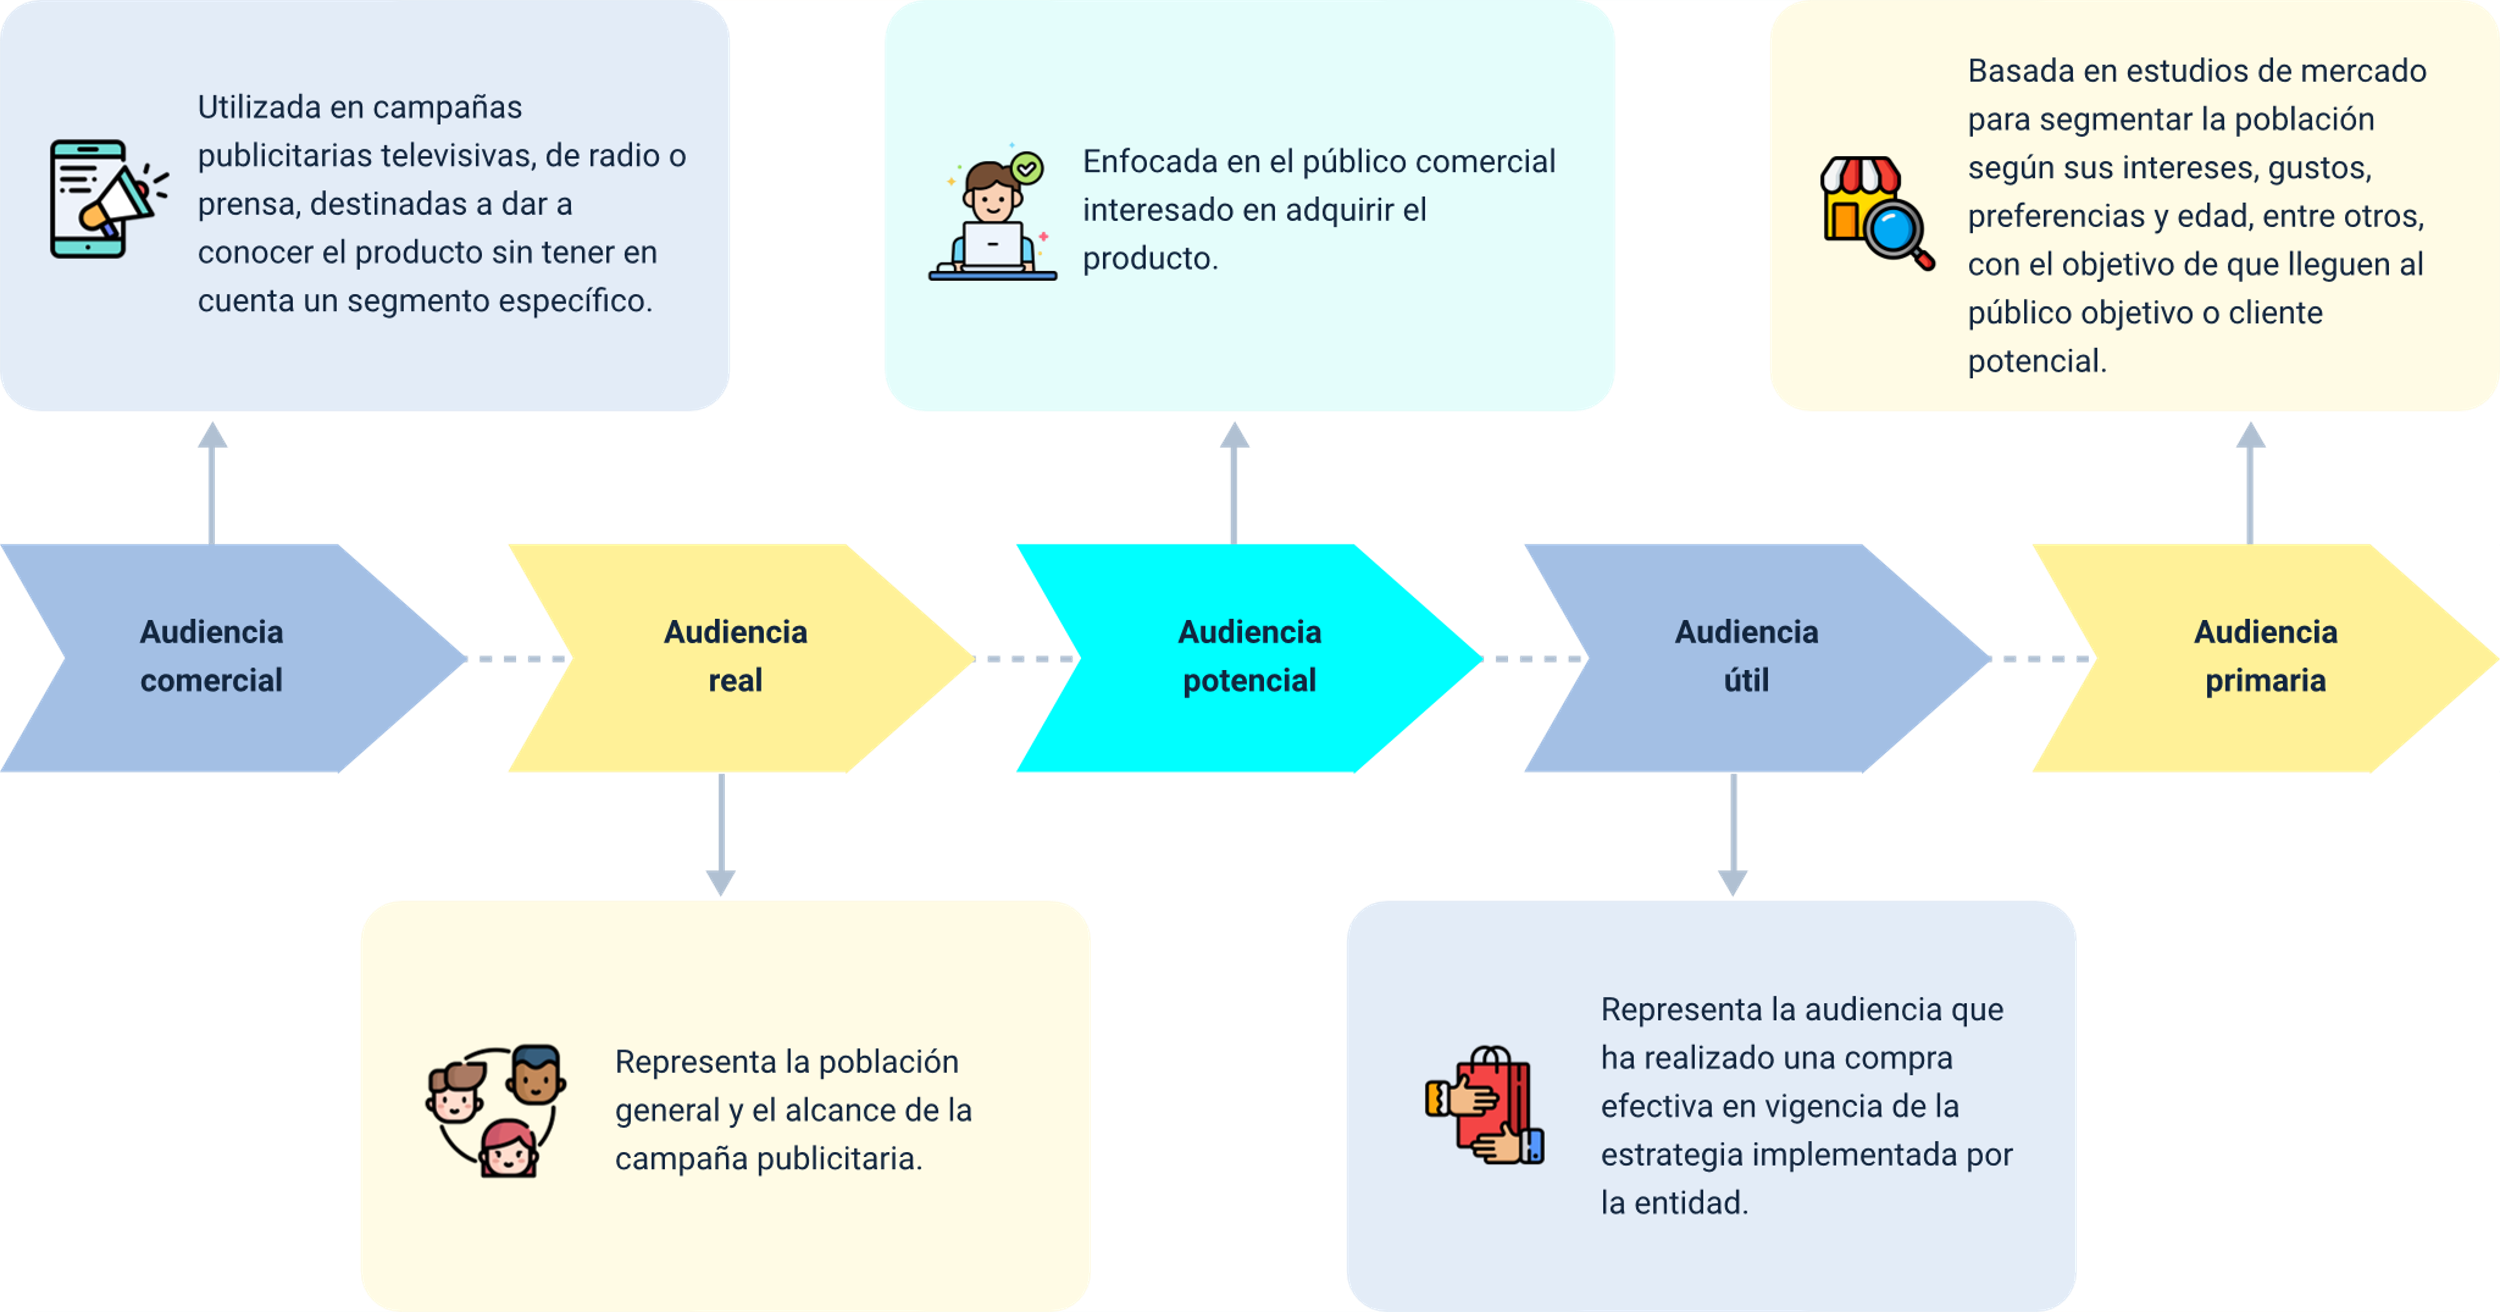 Utilizada en campañas
publicitarias televisivas, de radio o
prensa, destinadas a dar a
conocer el producto sin tener en
cuenta un segmento específico.
Enfocada en el público comercial
interesado en adquirir el
producto.
Basada en estudios de mercado
para segmentar la población
según sus intereses, gustos,
preferencias y edad, entre otros,
con el objetivo de que lleguen al
público objetivo o cliente
potencial.
Audiencia
comercial
Audiencia
real
Audiencia
potencial
Audiencia
útil
Audiencia
primaria
Representa la población
general y el alcance de la
campaña publicitaria.
Representa la audiencia que
ha realizado una compra
efectiva en vigencia de la
estrategia implementada por
la entidad.